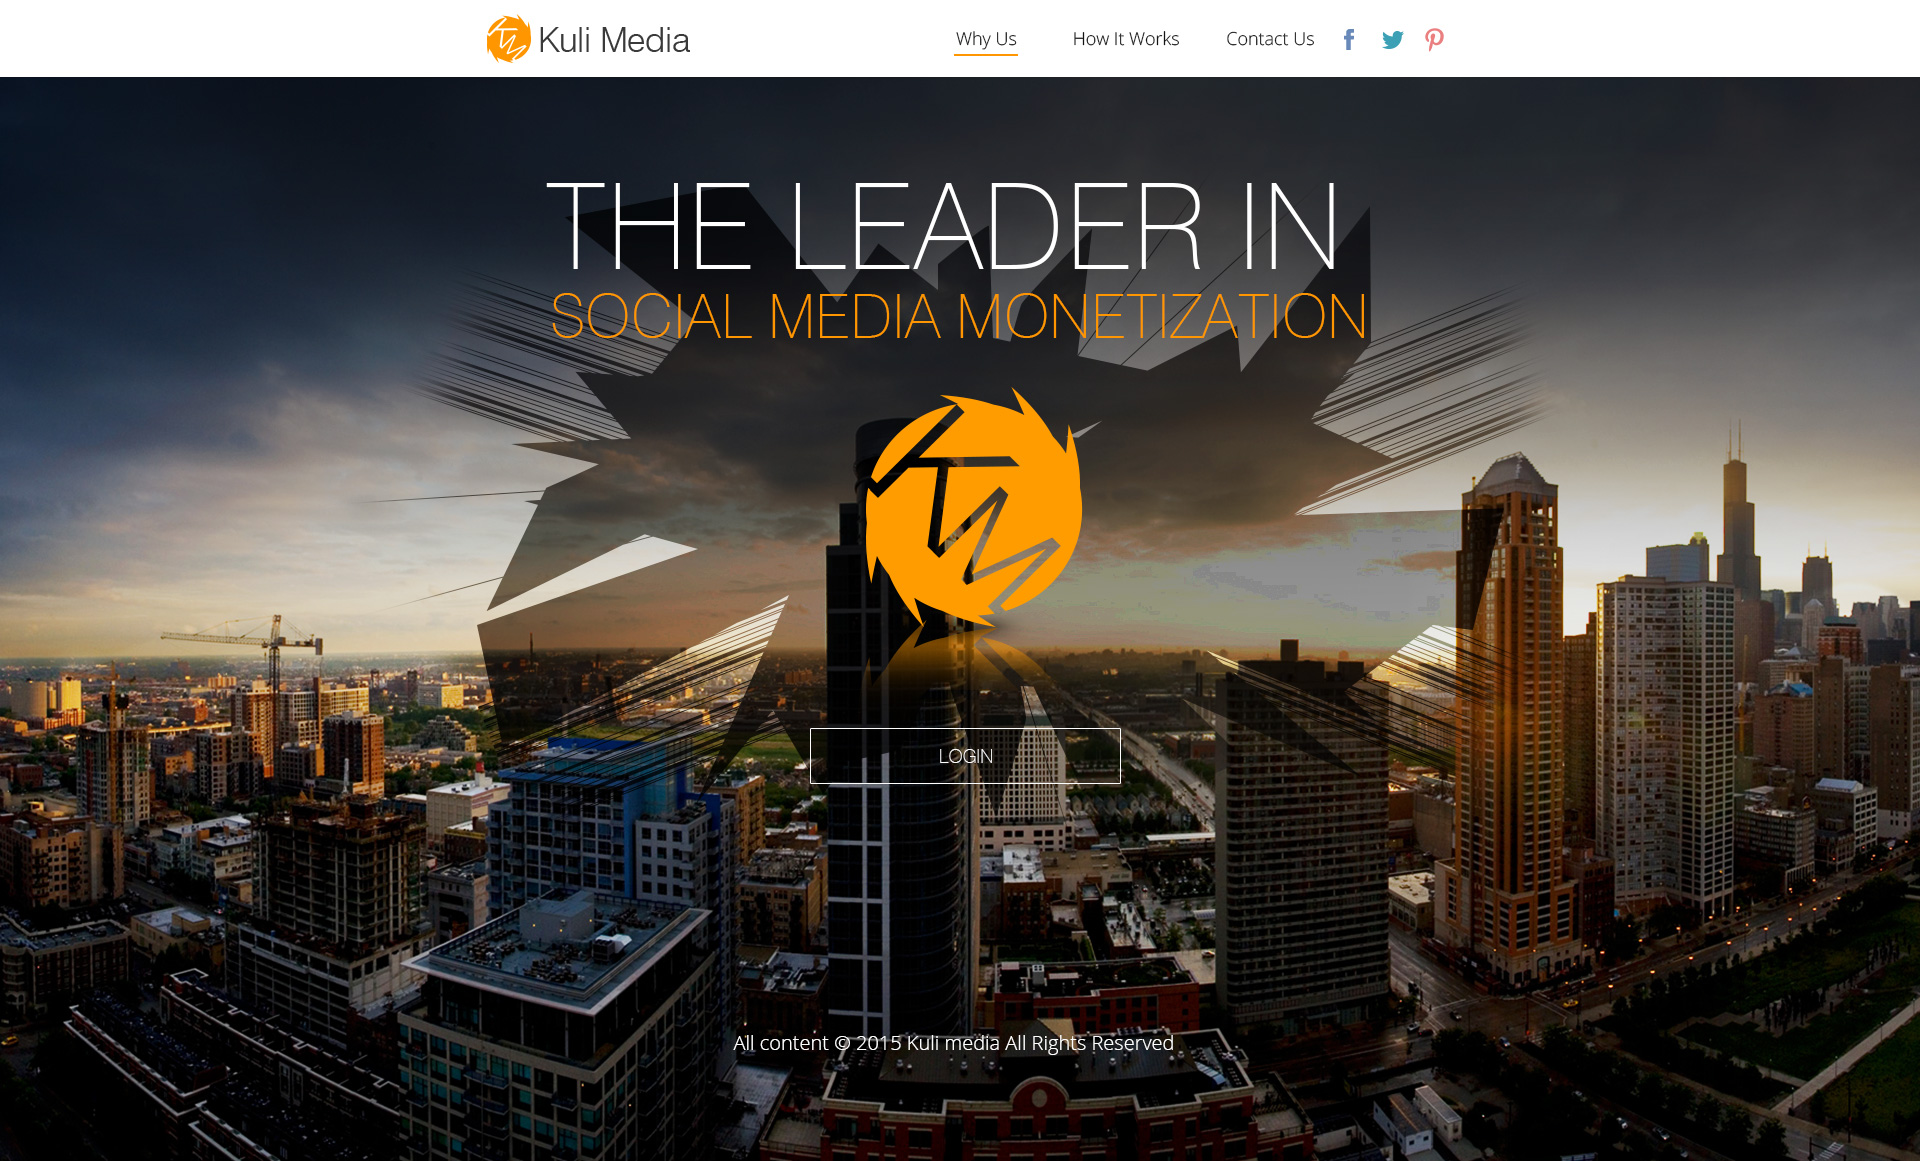 Kuli Media
Why Us
How It Works
Contact Us
THE LEADER IN
SOCIAL MEDIA MONETIZATION
LOGIN
All content © 2015 Kuli media All Rights Reserved